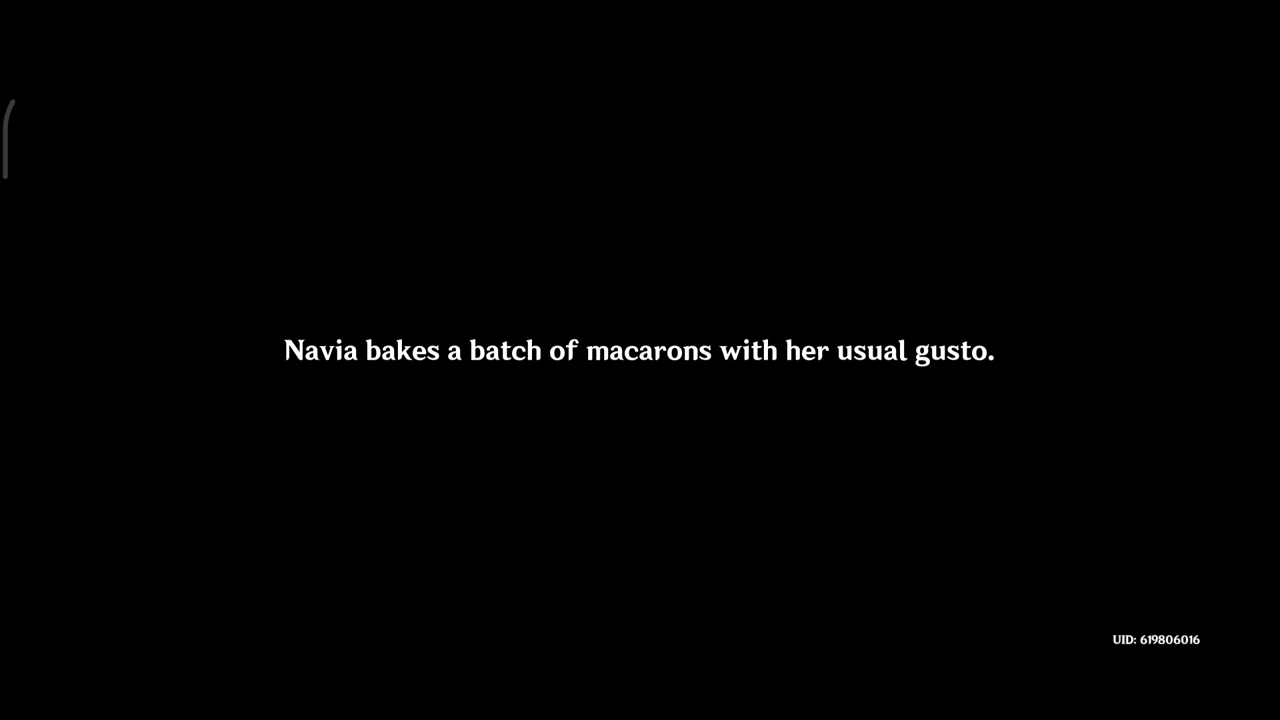 Navia bakes a batch of macarons with her usual gusto.
UID: 619806016